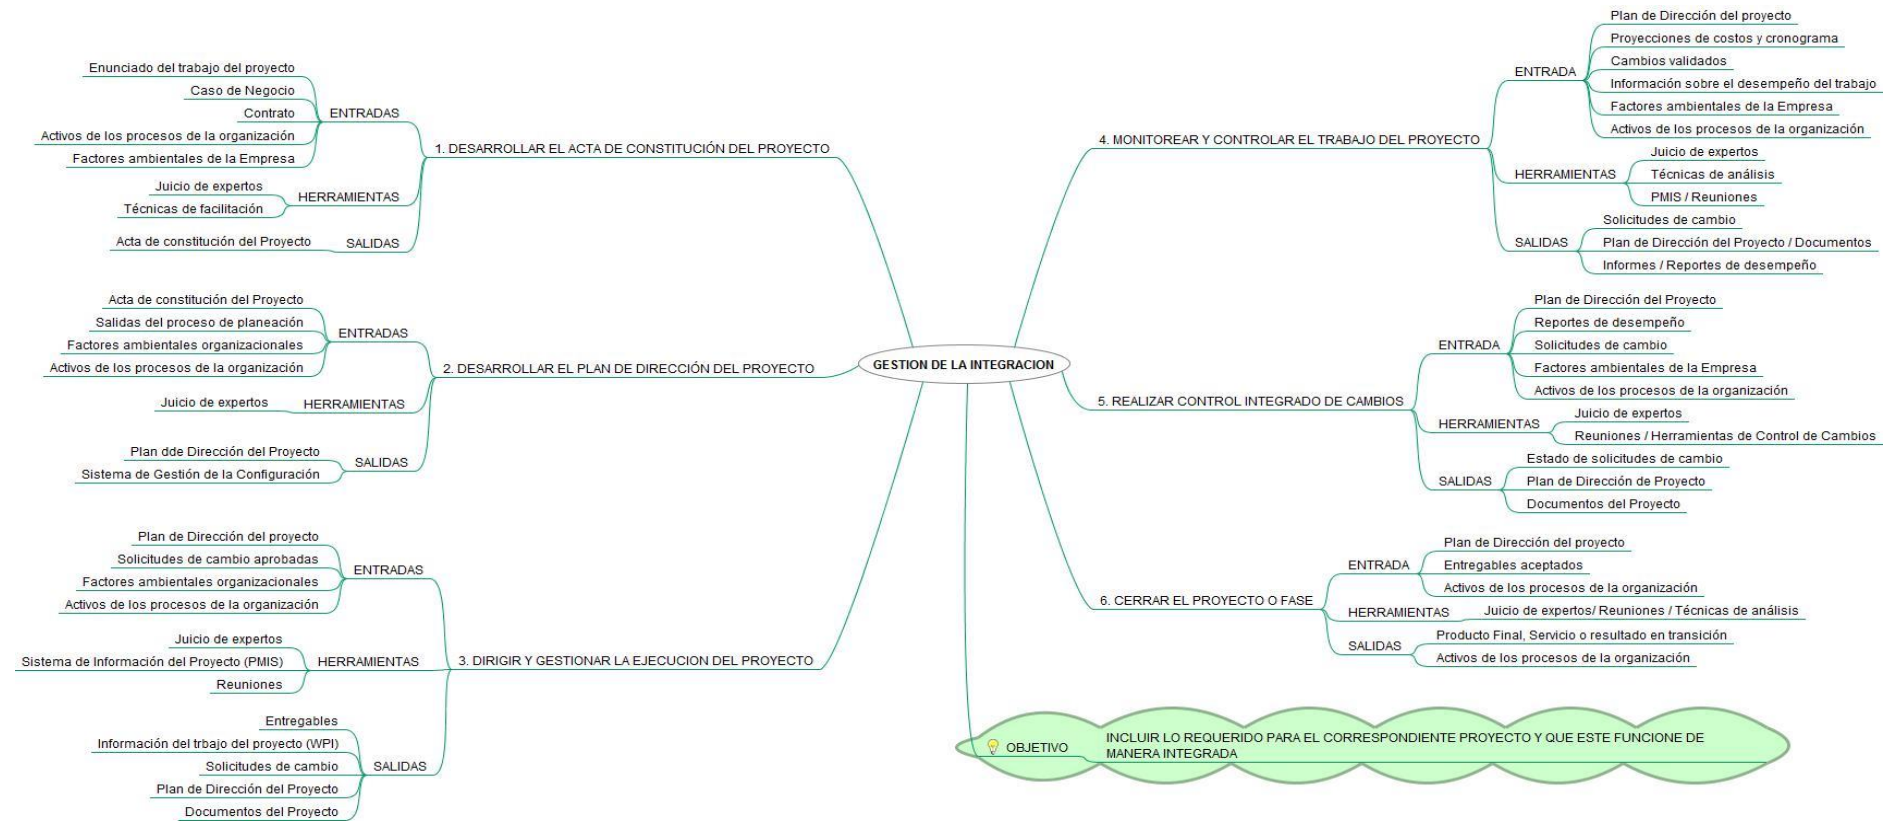 GESTION DE LA INTEGRACION
1. DESARROLLAR EL ACTA DE CONSTITUCIÓN DEL PROYECTO
ENTRADAS
Enunciado del trabajo del proyecto
Caso de Negocio
Contrato
Activos de los procesos de la organización
Factores ambientales de la Empresa
HERRAMIENTAS
Juicio de expertos
Técnicas de facilitación
SALIDAS
Acta de constitución del Proyecto
2. DESARROLLAR EL PLAN DE DIRECCIÓN DEL PROYECTO
ENTRADAS
Acta de constitución del Proyecto
Salidas del proceso de planeación
Factores ambientales organizacionales
Activos de los procesos de la organización
HERRAMIENTAS
Juicio de expertos
SALIDAS
Plan dde Dirección del Proyecto
Sistema de Gestión de la Configuración
3. DIRIGIR Y GESTIONAR LA EJECUCION DEL PROYECTO
ENTRADAS
Plan de Dirección del proyecto
Solicitudes de cambio aprobadas
Factores ambientales organizacionales
Activos de los procesos de la organización
HERRAMIENTAS
Juicio de expertos
Sistema de Información del Proyecto (PMIS)
Reuniones
SALIDAS
Entregables
Información del trbajo del proyecto (WPI)
Solicitudes de cambio
Plan de Dirección del Proyecto
Documentos del Proyecto
4. MONITOREAR Y CONTROLAR EL TRABAJO DEL PROYECTO
ENTRADA
Plan de Dirección del proyecto
Proyecciones de costos y cronograma
Cambios validados
Información sobre el desempeño del trabajo
Factores ambientales de la Empresa
Activos de los procesos de la organización
HERRAMIENTAS
Juicio de expertos
Técnicas de análisis
PMIS / Reuniones
SALIDAS
Solicitudes de cambio
Plan de Dirección del Proyecto / Documentos
Informes / Reportes de desempeño
5. REALIZAR CONTROL INTEGRADO DE CAMBIOS
ENTRADA
Plan de Dirección del Proyecto
Reportes de desempeño
Solicitudes de cambio
Factores ambientales de la Empresa
Activos de los procesos de la organización
HERRAMIENTAS
Juicio de expertos
Reuniones / Herramientas de Control de Cambios
SALIDAS
Estado de solicitudes de cambio
Plan de Dirección de Proyecto
Documentos del Proyecto
6. CERRAR EL PROYECTO O FASE
ENTRADA
Plan de Dirección del proyecto
Entregables aceptados
Activos de los procesos de la organización
HERRAMIENTAS
Juicio de expertos/ Reuniones / Técnicas de análisis
SALIDAS
Producto Final, Servicio o resultado en transición
Activos de los procesos de la organización
OBJETIVO
INCLUIR LO REQUERIDO PARA EL CORRESPONDIENTE PROYECTO Y QUE ESTE FUNCIONE DE
MANERA INTEGRADA